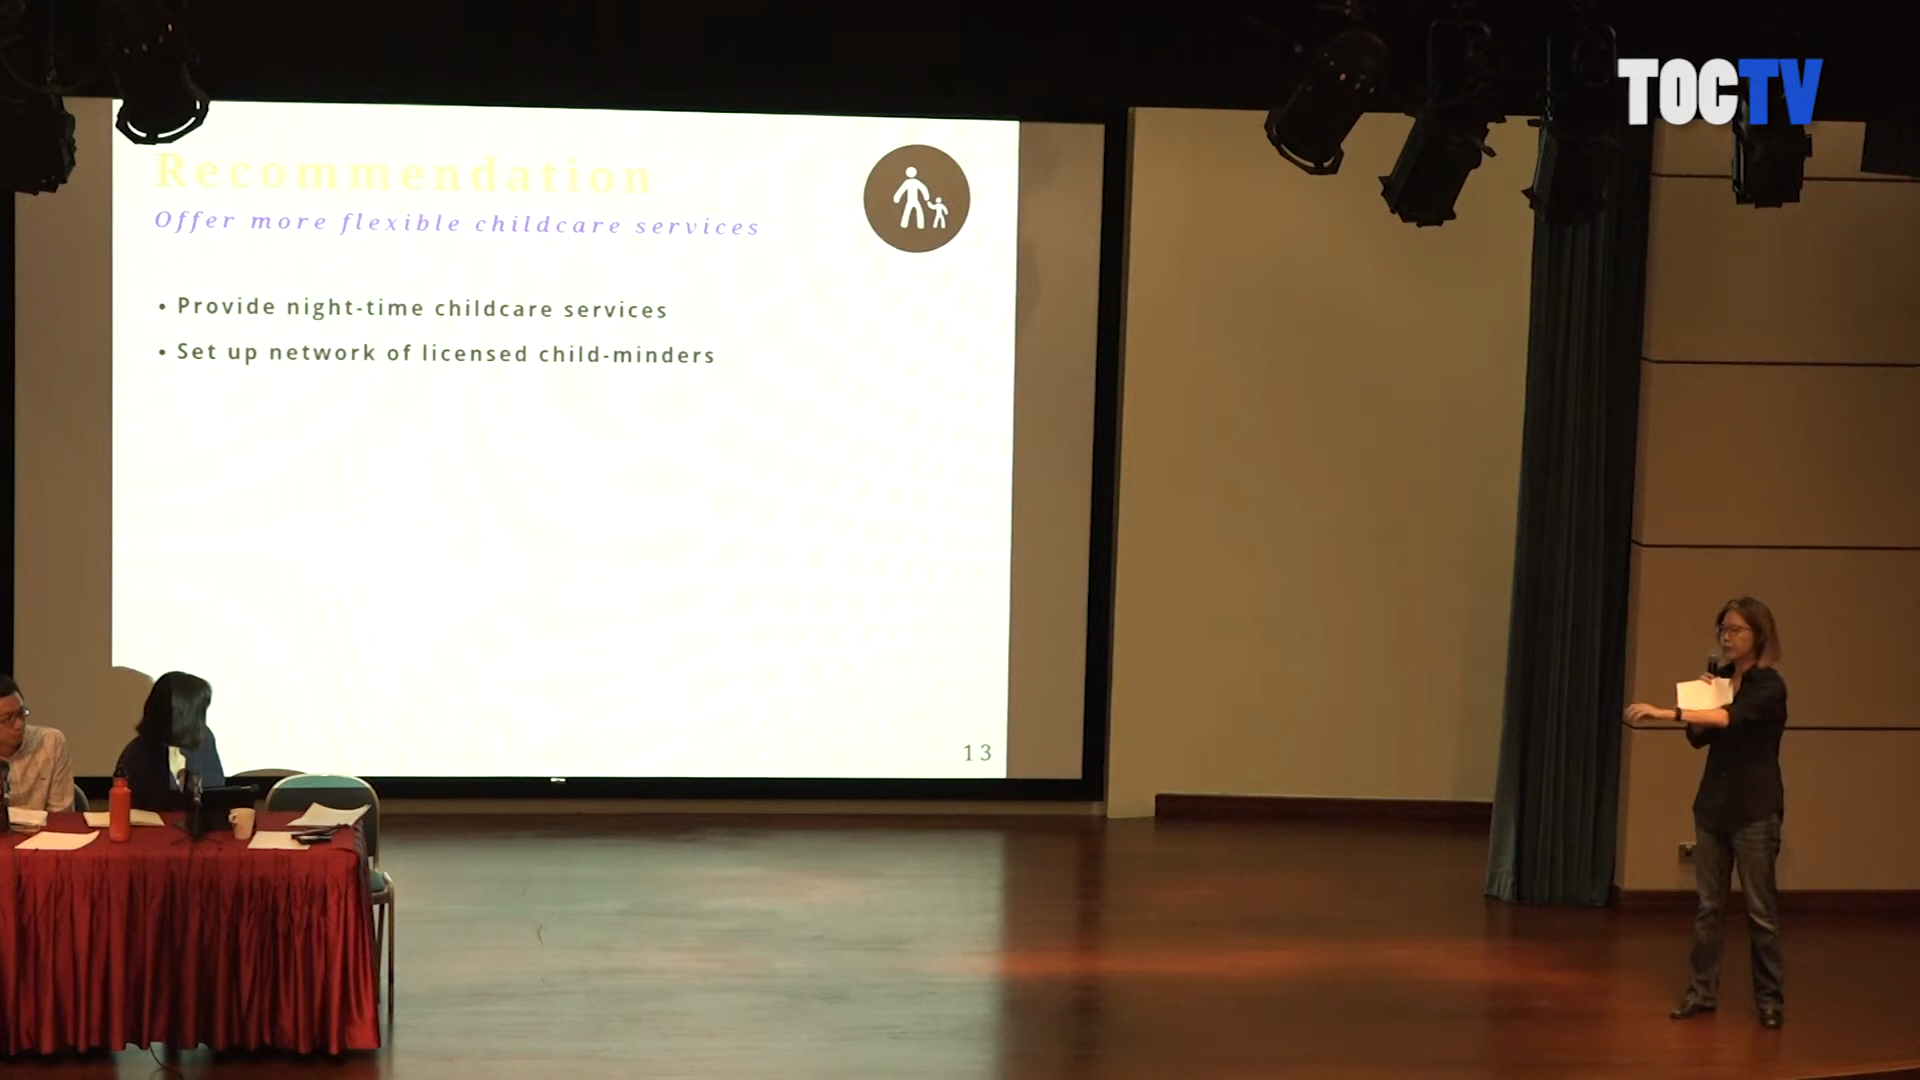 TOCTV
Recommendation
Offer more flexible childcare services
• Provide night-time childcare services
• Set up network of licensed child-minders
13